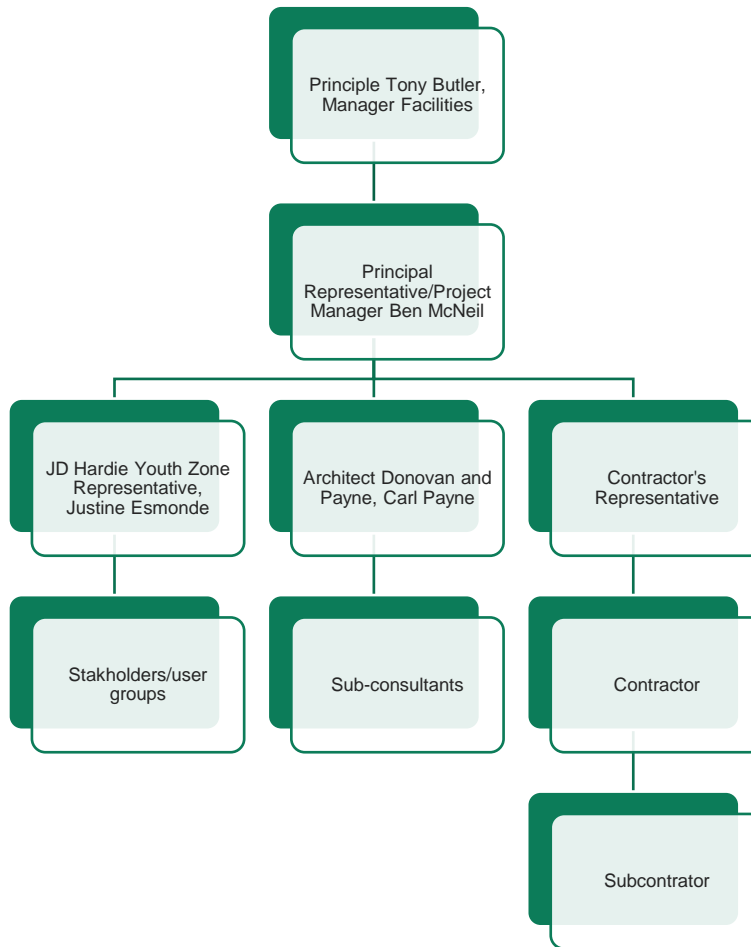 Principle Tony Butler,
Manager Facilities
Principal
Representative/Project
Manager Ben McNeil
JD Hardie Youth Zone
Representative,
Justine Esmonde
Architect Donovan and
Payne, Carl Payne
Contractor's
Representative
Stakholders/user
groups
Sub-consultants
Contractor
Subcontrator